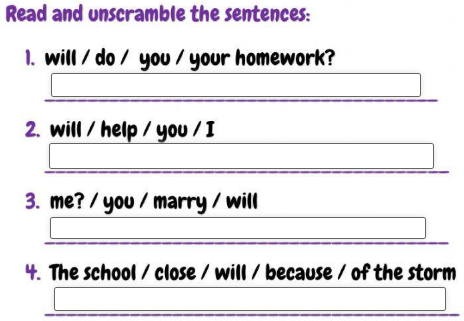 Read and unscramble the sentences:
1. will / do / you / your homework?
2. will / help / you / I
3. me? / you / marry / will
4. The school / close / will / because / of the storm